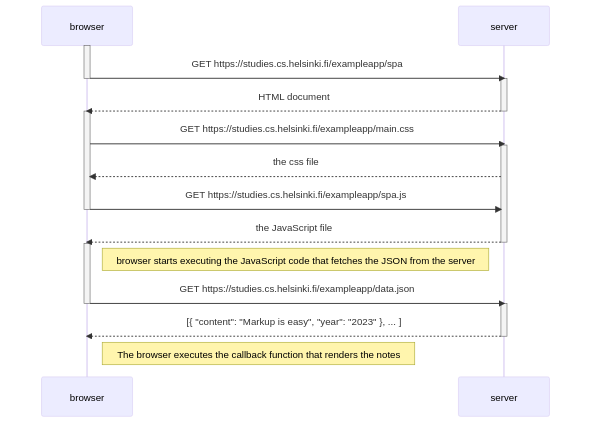 browser
server
GET https://studies.cs.helsinki.fi/exampleapp/spa
HTML document
GET https://studies.cs.helsinki.fi/exampleapp/main.css
the css file
GET https://studies.cs.helsinki.fi/exampleapp/spa.js
the JavaScript file
browser starts executing the JavaScript code that fetches the JSON from the server
GET https://studies.cs.helsinki.fi/exampleapp/data.json
[{ "content": "Markup is easy", "year": "2023" }, ... ]
The browser executes the callback function that renders the notes
browser
server